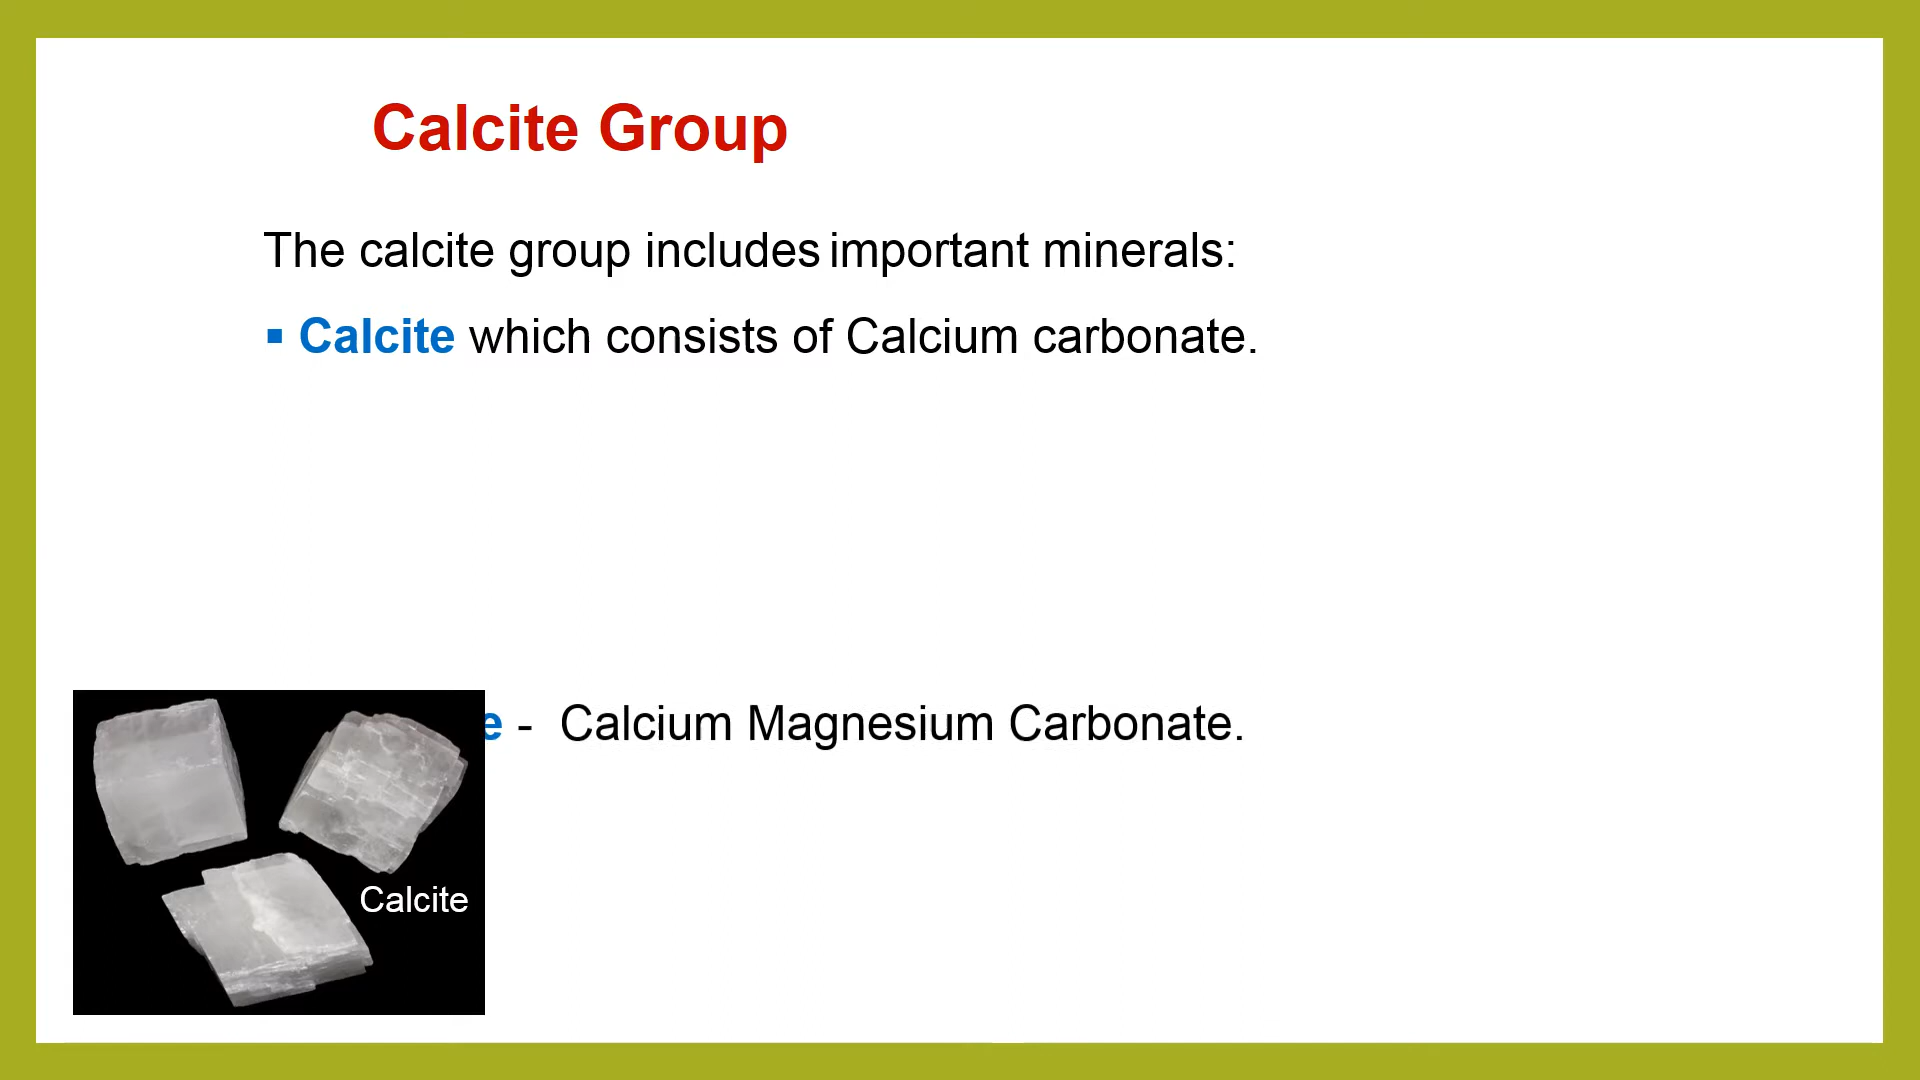 Calcite Group
The calcite group includes important minerals:
▪ Calcite which consists of Calcium carbonate.
e - Calcium Magnesium Carbonate.
Calcite